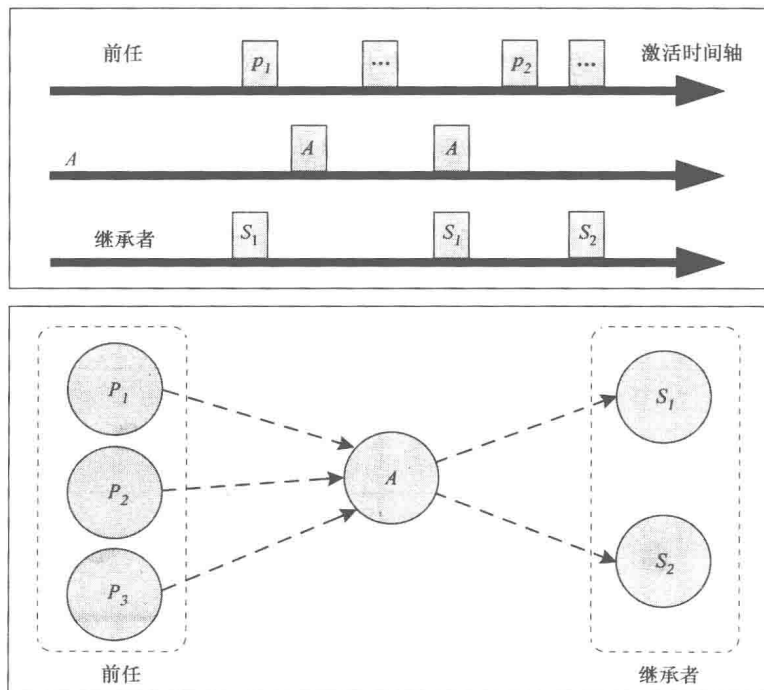 前任 p1 ... p2 ... 激活时间轴
A A A
继承者 S1 S1 S2
P1 S1
P2 A
P3 S2
前任 继承者